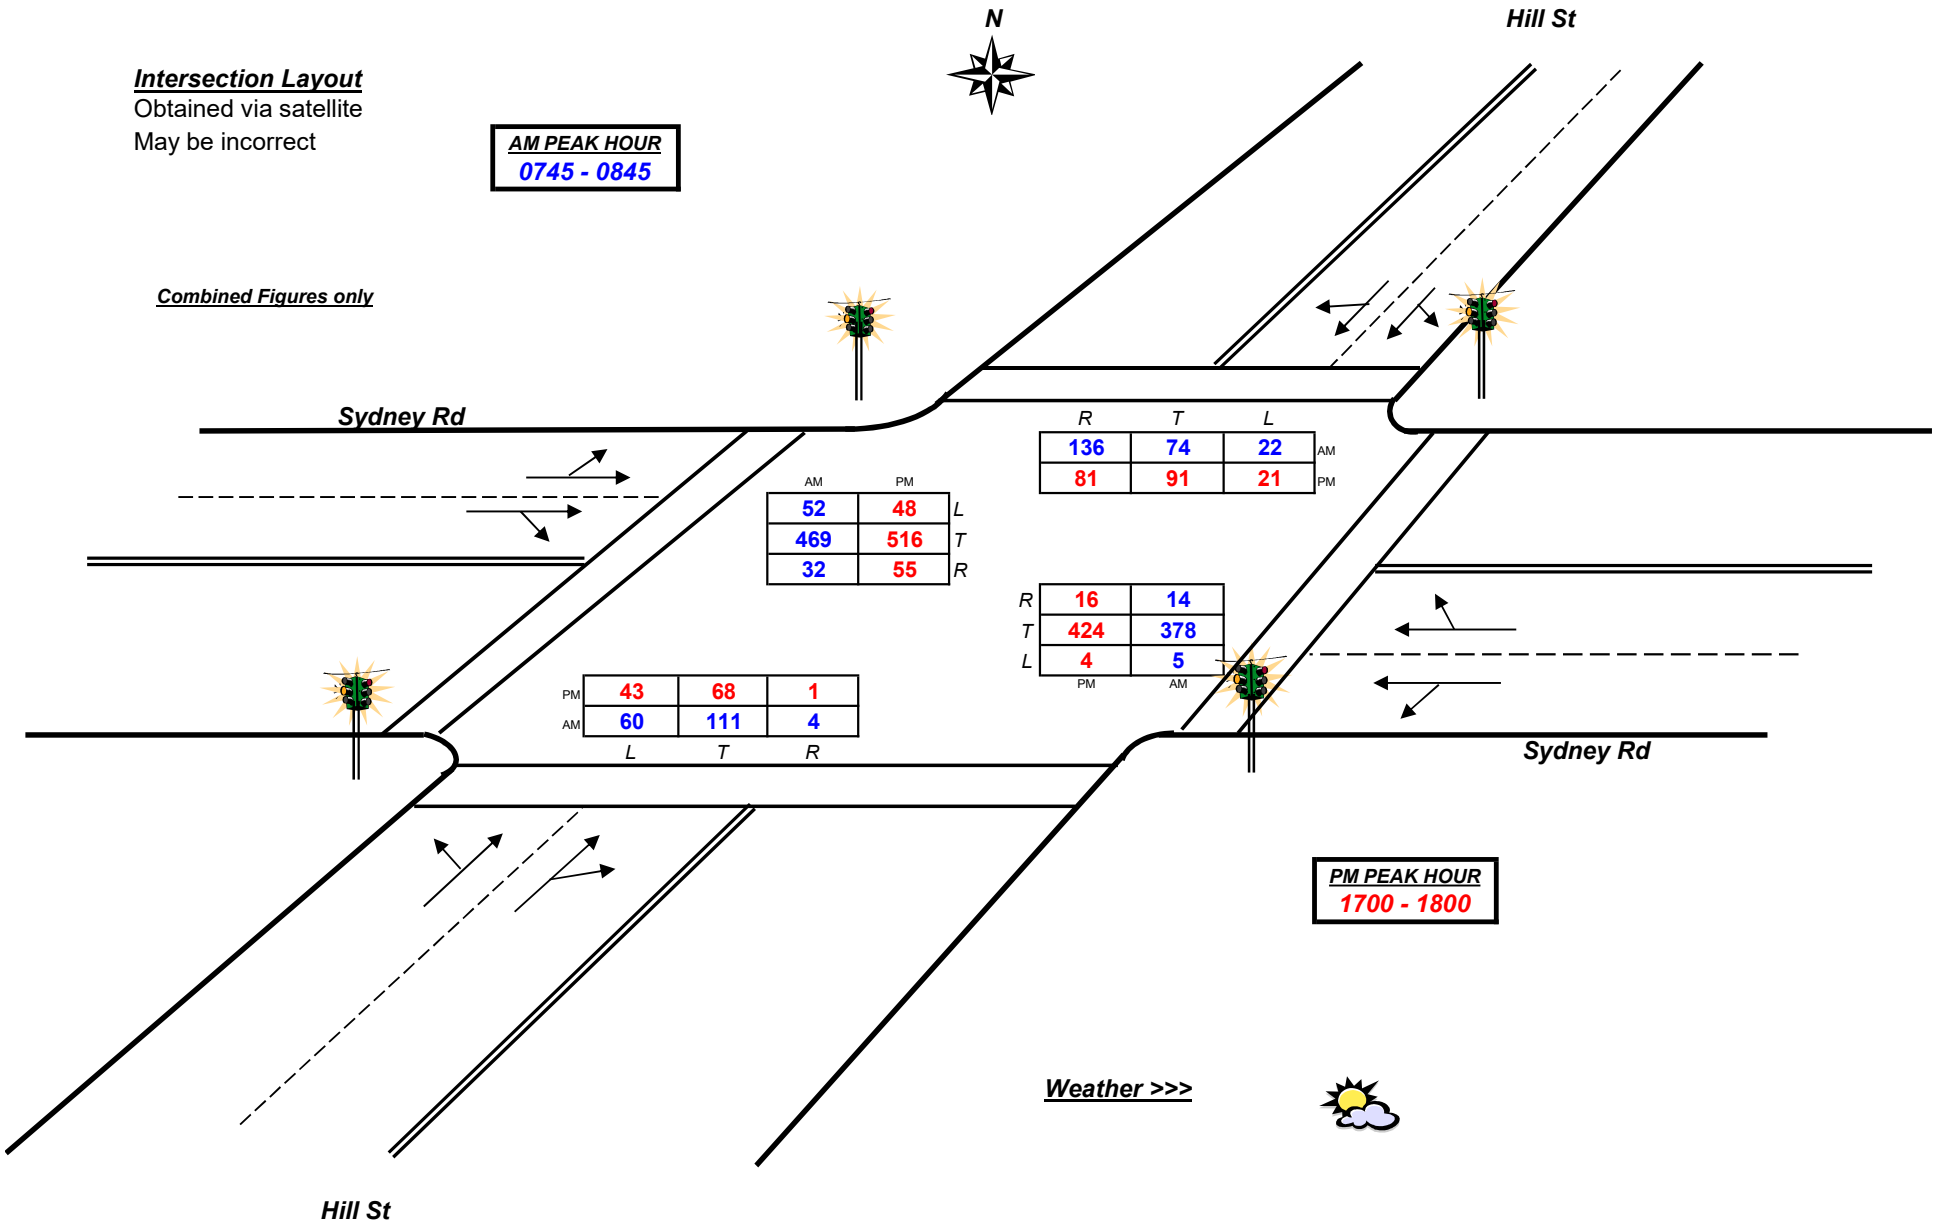 N
Hill St
Intersection Layout
Obtained via satellite
May be incorrect
AM PEAK HOUR
0745 - 0845
Combined Figures only
Sydney Rd
R T L
136 74 22 AM
81 91 21 PM
AM PM
52 48 L
469 516 T
32 55 R
R 16 14
T 424 378
L 4 5
PM AM
PM 43 68 1
AM 60 111 4
L T R
Sydney Rd
PM PEAK HOUR
1700 - 1800
Weather >>>
Hill St